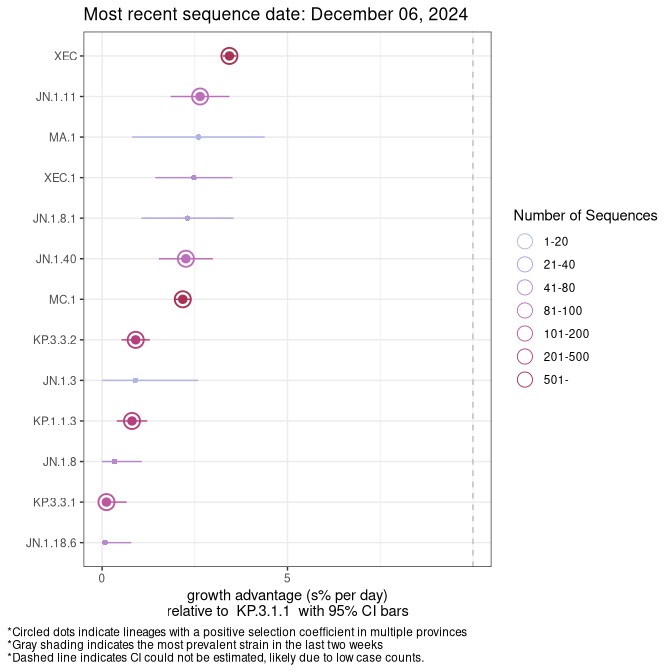 Most recent sequence date: December 06, 2024
XEC
JN.1.11
MA.1
XEC.1
JN.1.8.1
JN.1.40
MC.1
KP.3.3.2
JN.1.3
KP.1.1.3
JN.1.8
KP.3.3.1
JN.1.18.6
0 5
growth advantage (s% per day)
relative to KP.3.1.1 with 95% CI bars
Number of Sequences
1-20
21-40
41-80
81-100
101-200
201-500
501-
*Circled dots indicate lineages with a positive selection coefficient in multiple provinces
*Gray shading indicates the most prevalent strain in the last two weeks
*Dashed line indicates CI could not be estimated, likely due to low case counts.